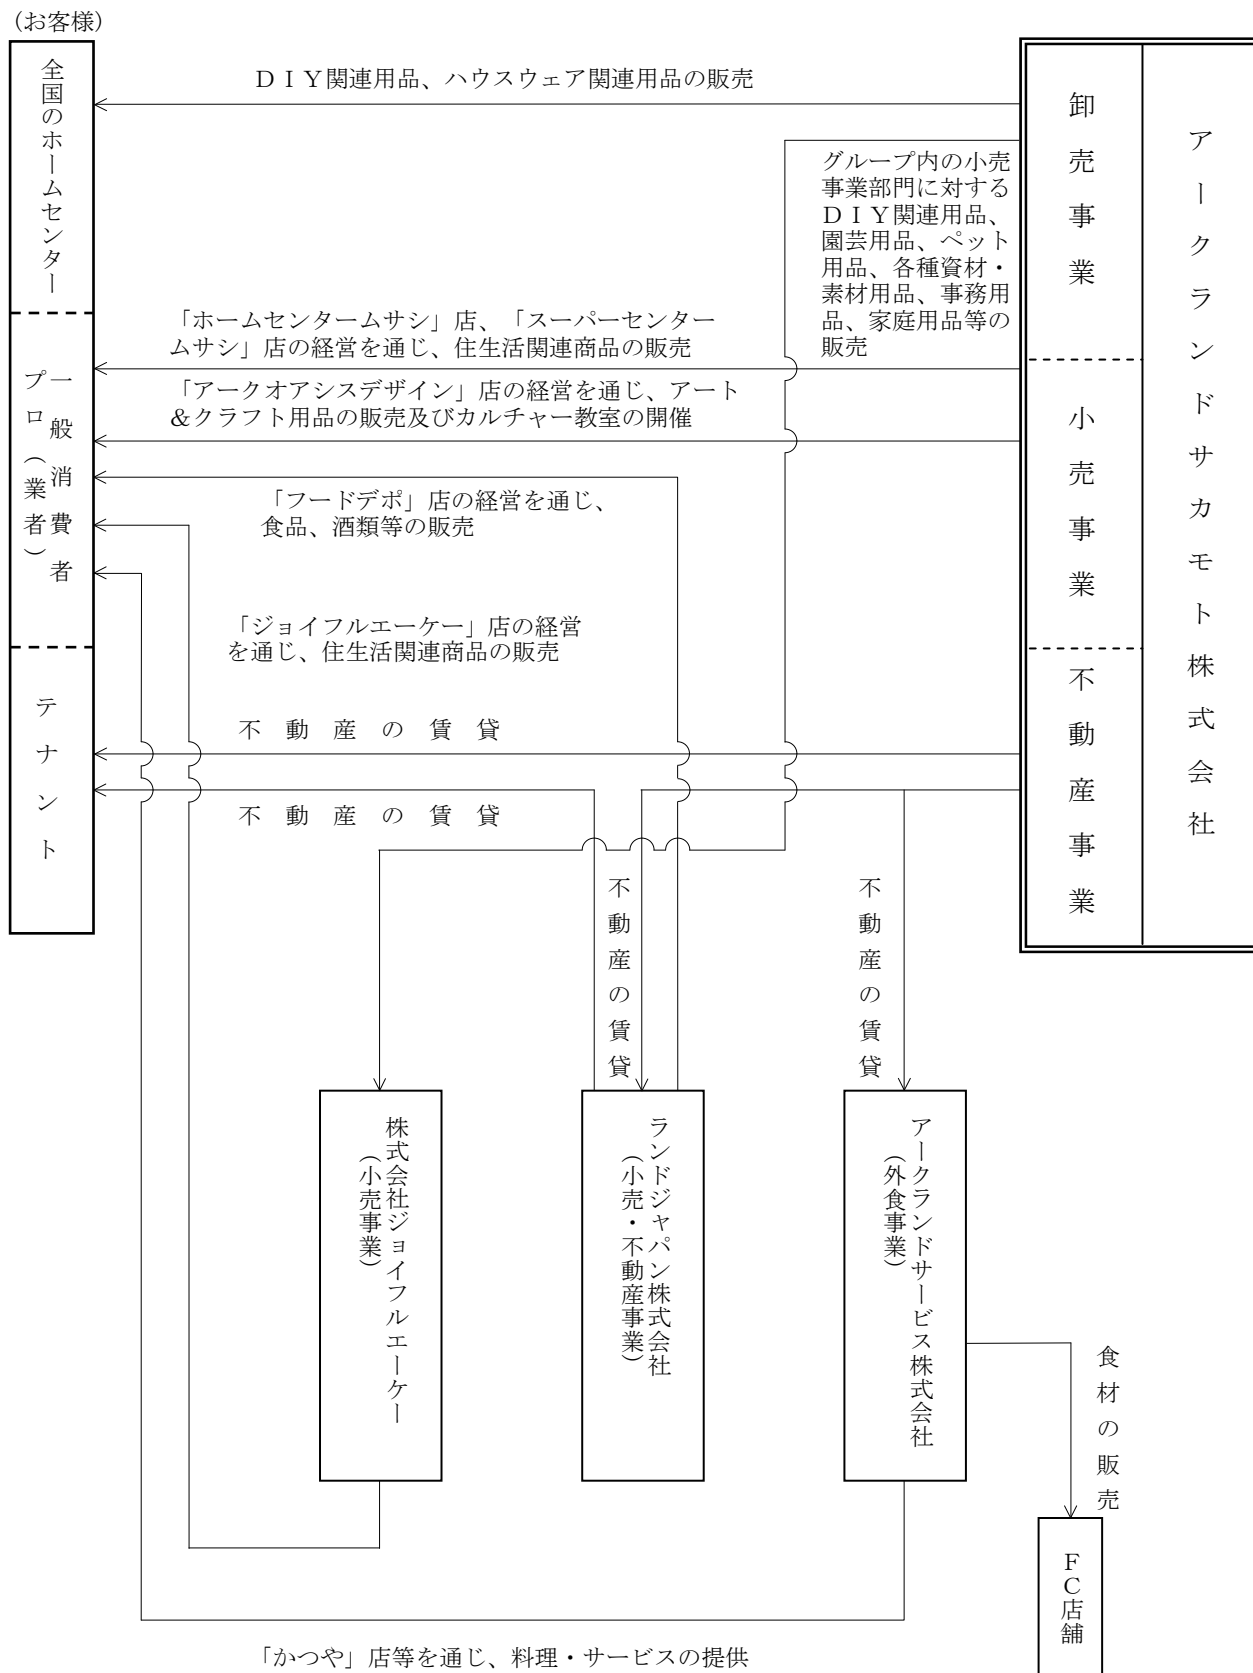 (お客様)
全国のホームセンター
一般消費者
プロ(業者)
テナント
ＤＩＹ関連用品、ハウスウェア関連用品の販売
グループ内の小売
事業部門に対する
ＤＩＹ関連用品、
園芸用品、ペット
用品、各種資材・
素材用品、事務用
品、家庭用品等の
販売
「ホームセンタームサシ」店、「スーパーセンター
ムサシ」店の経営を通じ、住生活関連商品の販売
「アークオアシスデザイン」店の経営を通じ、アート
＆クラフト用品の販売及びカルチャー教室の開催
「フードデポ」店の経営を通じ、
食品、酒類等の販売
「ジョイフルエーケー」店の経営
を通じ、住生活関連商品の販売
不動産の賃貸
不動産の賃貸
アークランドサカモト株式会社
卸売事業
小売事業
不動産事業
不動産の賃貸
不動産の賃貸
株式会社ジョイフルエーケー
(小売事業)
ランドジャパン株式会社
(小売・不動産事業)
アークランドサービス株式会社
(外食事業)
食材の販売
ＦＣ店舗
「かつや」店等を通じ、料理・サービスの提供